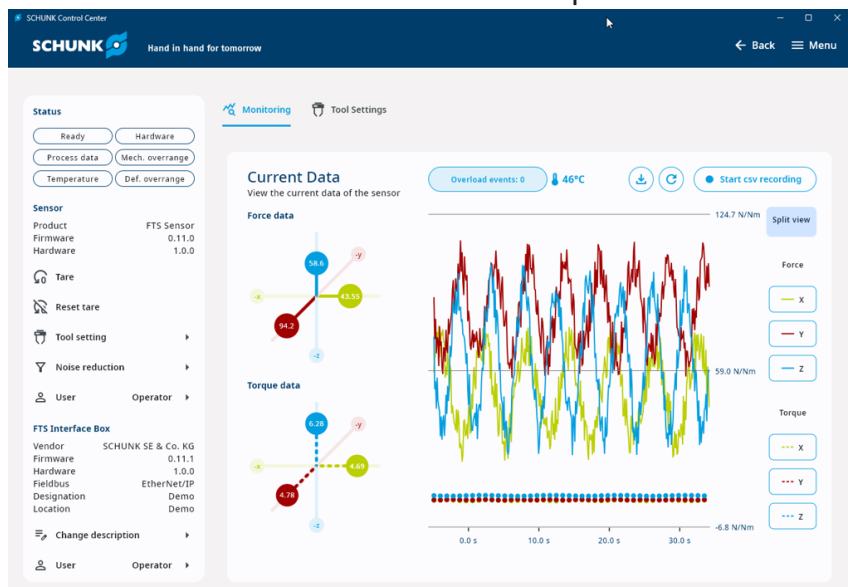 SCHUNK Control Center
SCHUNK
Hand in hand for tomorrow
Back
Menu
Status
Ready
Hardware
Process data
Mech. overrange
Temperature
Def. overrange
Sensor
Product FTS Sensor
Firmware 0.11.0
Hardware 1.0.0
Tare
Reset tare
Tool setting
Noise reduction
User Operator
FTS Interface Box
Vendor SCHUNK SE & Co. KG
Firmware 0.11.1
Hardware 1.0.0
Fieldbus EtherNet/IP
Designation Demo
Location Demo
Change description
User Operator
Monitoring
Tool Settings
Current Data
View the current data of the sensor
Overload events: 0
46°C
Start csv recording
Force data
58.6
-y
-x
43.55
94.2
-z
Torque data
6.28
-y
-x
4.69
4.78
-z
124.7 N/Nm
59.0 N/Nm
-6.8 N/Nm
0.0 s
10.0 s
20.0 s
30.0 s
Split view
Force
X
Y
Z
Torque
X
Y
Z